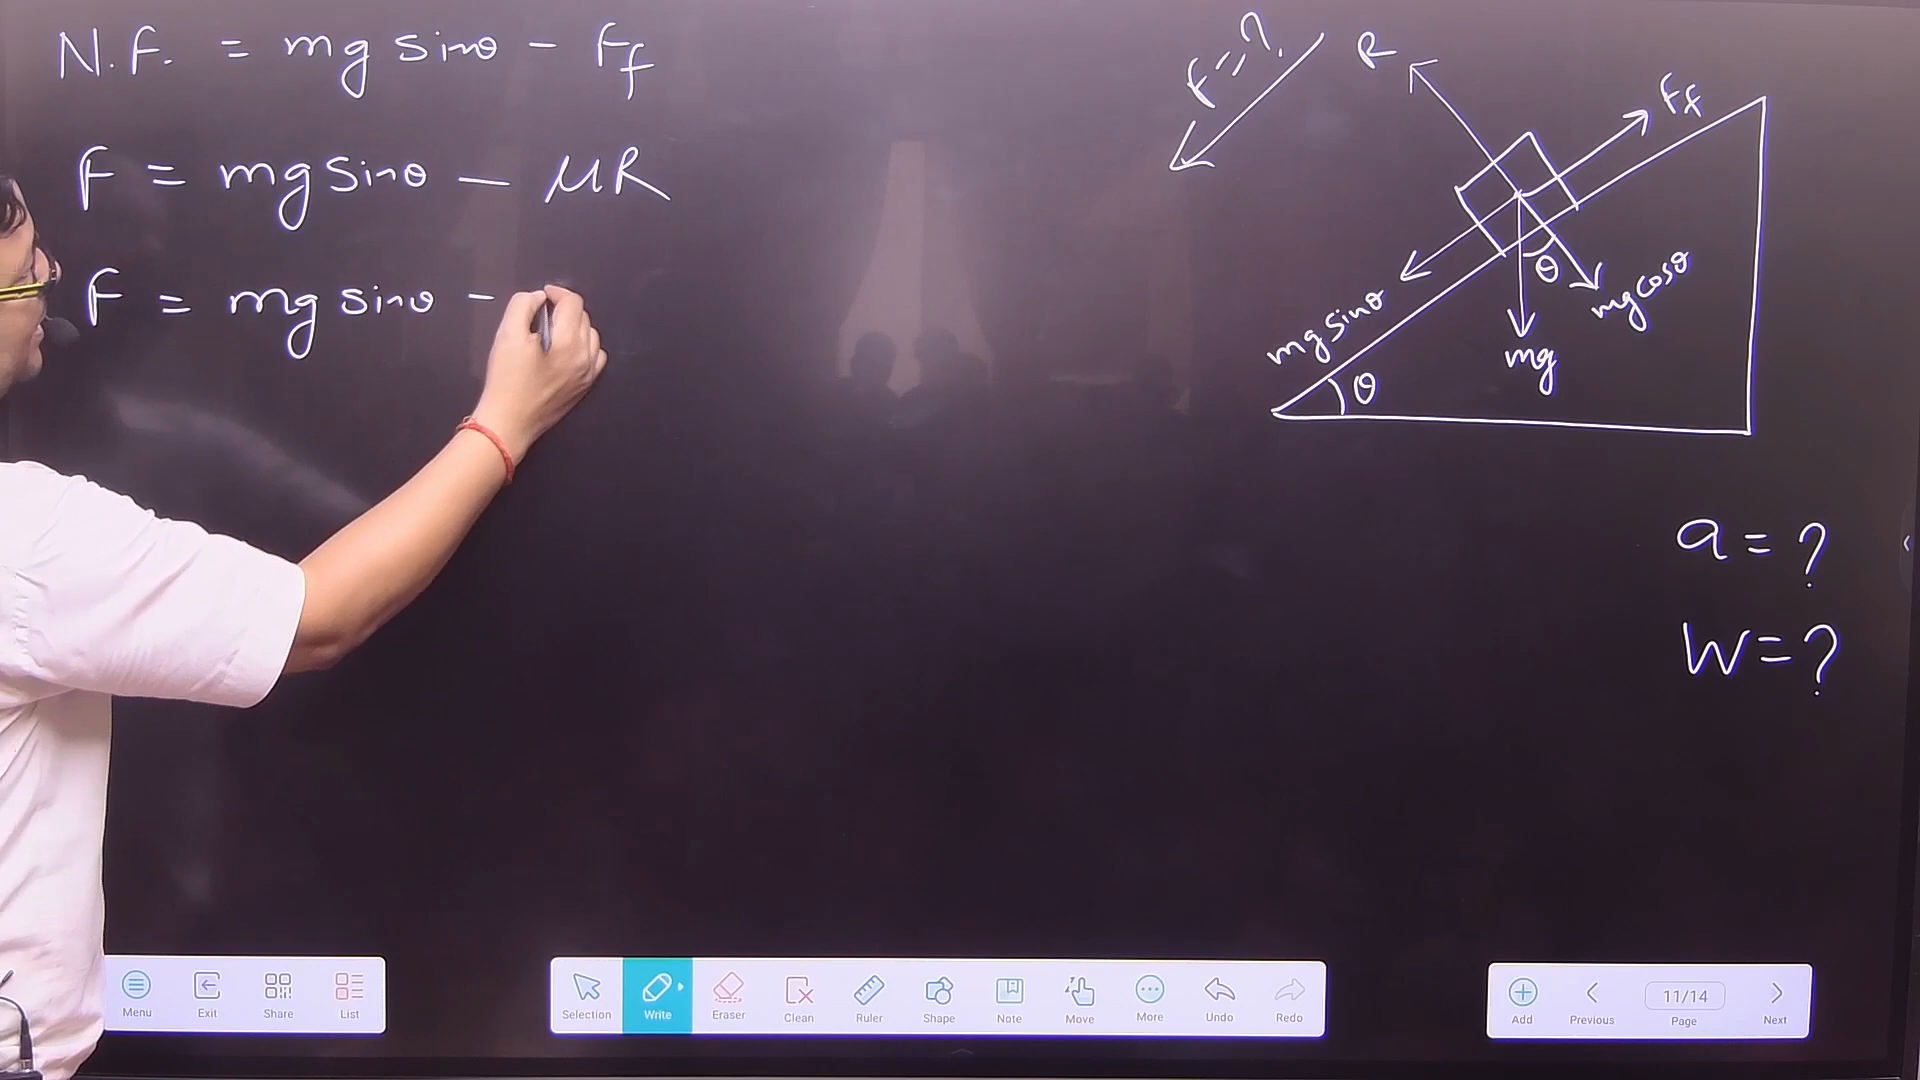 N.F. = mg sinθ - Ff
F = mg sinθ - μR
F = mg sinθ -
F = ?
R
Ff
mg sinθ
θ
mg cosθ
mg
θ
a = ?
W = ?
Menu
Exit
Share
List
Selection
Write
Eraser
Clean
Ruler
Shape
Note
Move
More
Undo
Redo
Add
Previous
11/14
Page
Next